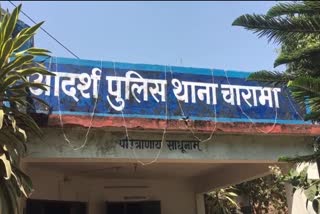 आदर्श पुलिस थाना चारामा
परित्राणाय साधूनाम